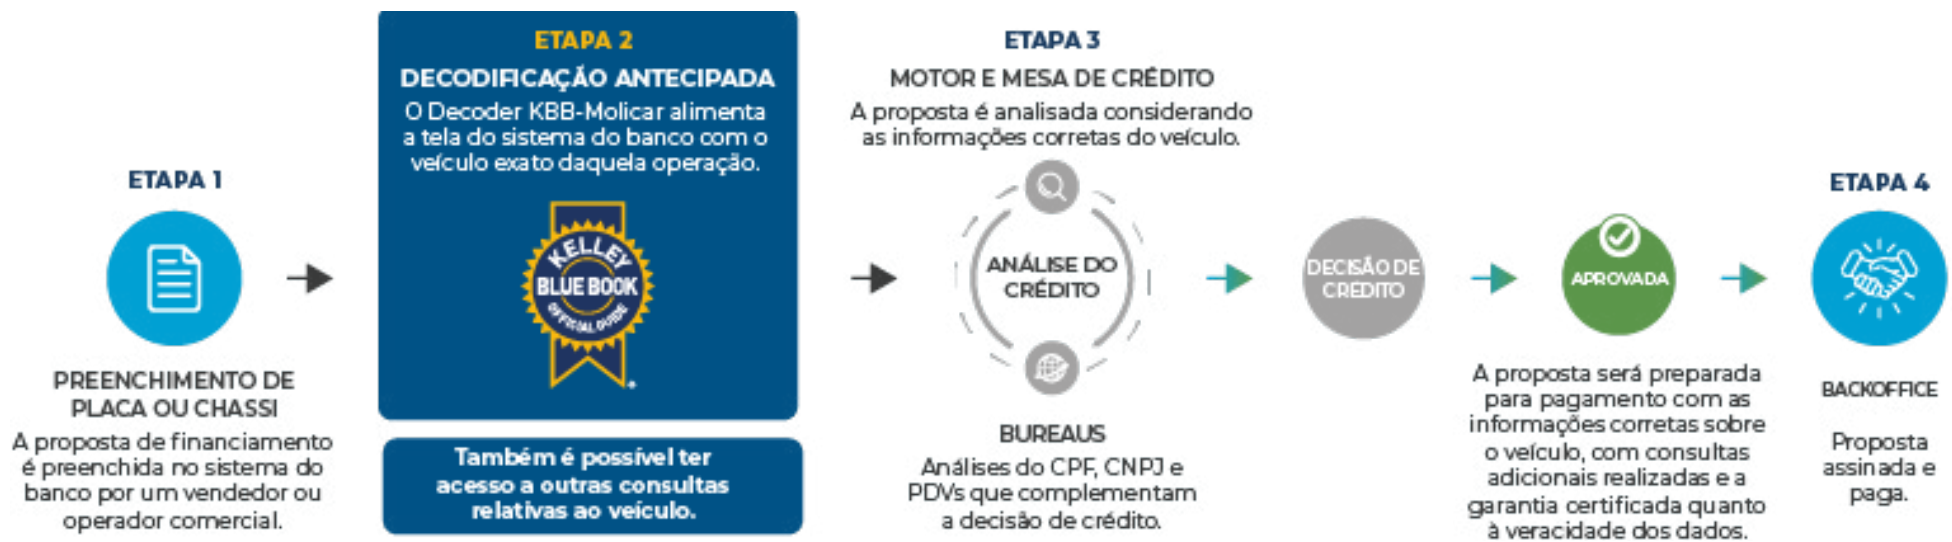 ETAPA 1
PREENCHIMENTO DE
PLACA OU CHASSI
A proposta de financiamento
é preenchida no sistema do
banco por um vendedor ou
operador comercial.
ETAPA 2
DECODIFICAÇÃO ANTECIPADA
O Decoder KBB-Molicar alimenta
a tela do sistema do banco com o
veículo exato daquela operação.
KELLEY
BLUE BOOK
OFFICIAL GUIDE
Também é possível ter
acesso a outras consultas
relativas ao veículo.
ETAPA 3
MOTOR E MESA DE CRÉDITO
A proposta é analisada considerando
as informações corretas do veículo.
ANÁLISE DO
CRÉDITO
BUREAUS
Análises do CPF, CNPJ e
PDVs que complementam
a decisão de crédito.
DECISÃO DE
CRÉDITO
APROVADA
A proposta será preparada
para pagamento com as
informações corretas sobre
o veículo, com consultas
adicionais realizadas e a
garantia certificada quanto
à veracidade dos dados.
ETAPA 4
BACKOFFICE
Proposta
assinada e
paga.